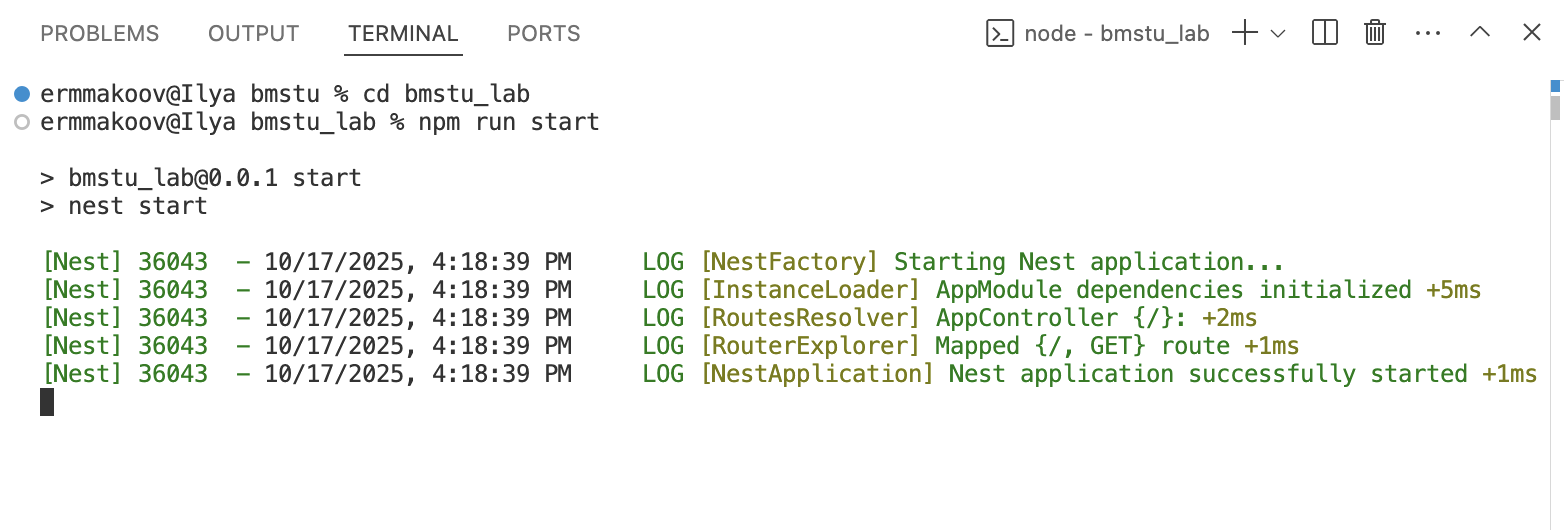 PROBLEMS OUTPUT TERMINAL PORTS node - bmstu_lab
ermmakoov@Ilya bmstu % cd bmstu_lab
ermmakoov@Ilya bmstu_lab % npm run start
> bmstu_lab@0.0.1 start
> nest start
[Nest] 36043  - 10/17/2025, 4:18:39 PM     LOG [NestFactory] Starting Nest application...
[Nest] 36043  - 10/17/2025, 4:18:39 PM     LOG [InstanceLoader] AppModule dependencies initialized +5ms
[Nest] 36043  - 10/17/2025, 4:18:39 PM     LOG [RoutesResolver] AppController {/}: +2ms
[Nest] 36043  - 10/17/2025, 4:18:39 PM     LOG [RouterExplorer] Mapped {/, GET} route +1ms
[Nest] 36043  - 10/17/2025, 4:18:39 PM     LOG [NestApplication] Nest application successfully started +1ms